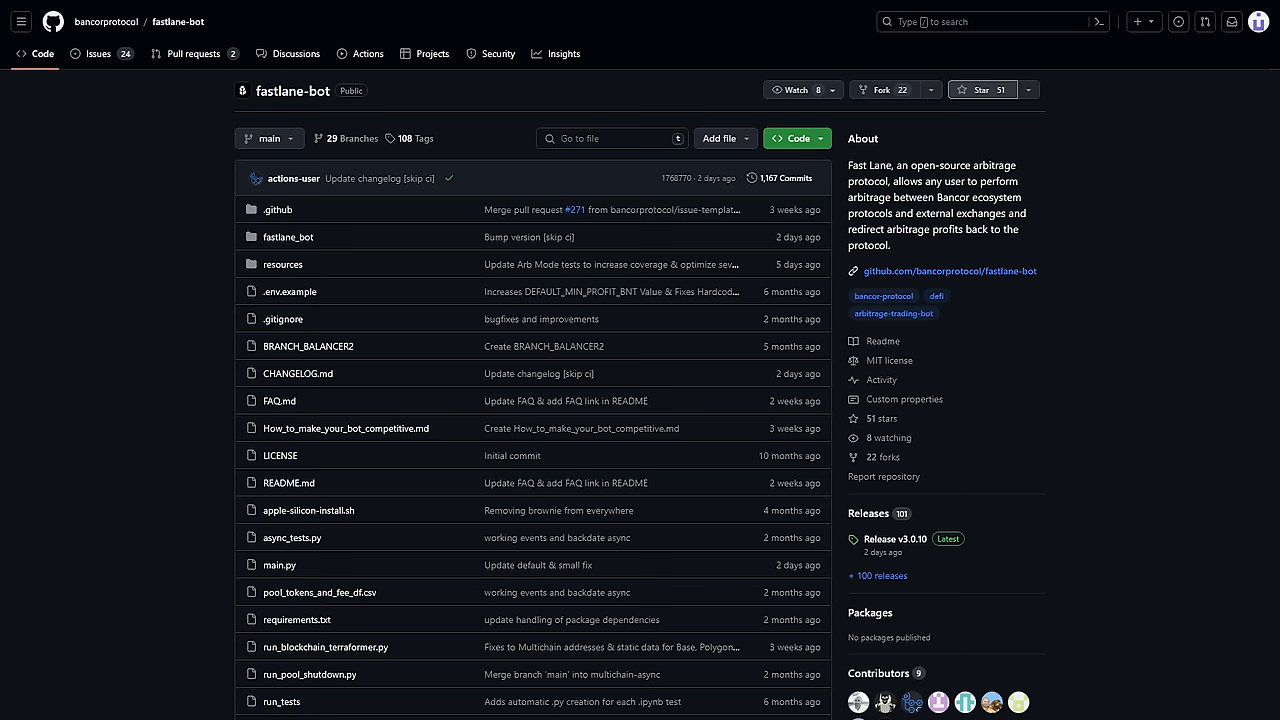 bancorprotocol / fastlane-bot
Type / to search
Code
Issues 24
Pull requests 2
Discussions
Actions
Projects
Security
Insights
fastlane-bot Public
Watch 8
Fork 22
Star 51
main
29 Branches
108 Tags
Go to file t
Add file
Code
actions-user Update changelog [skip ci] 1768770 · 2 days ago 1,167 Commits
.github Merge pull request #271 from bancorprotocol/issue-templat... 3 weeks ago
fastlane_bot Bump version [skip ci] 2 days ago
resources Update Arb Mode tests to increase coverage & optimize sev... 5 days ago
.env.example Increases DEFAULT_MIN_PROFIT_BNT Value & Fixes Hardcod... 6 months ago
.gitignore bugfixes and improvements 2 months ago
BRANCH_BALANCER2 Create BRANCH_BALANCER2 5 months ago
CHANGELOG.md Update changelog [skip ci] 2 days ago
FAQ.md Update FAQ & add FAQ link in README 2 weeks ago
How_to_make_your_bot_competitive.md Create How_to_make_your_bot_competitive.md 3 weeks ago
LICENSE Initial commit 10 months ago
README.md Update FAQ & add FAQ link in README 2 weeks ago
apple-silicon-install.sh Removing brownie from everywhere 4 months ago
async_tests.py working events and backdate async 2 months ago
main.py Update default & small fix 2 days ago
pool_tokens_and_fee_df.csv working events and backdate async 2 months ago
requirements.txt update handling of package dependencies 2 months ago
run_blockchain_terraformer.py Fixes to Multichain addresses & static data for Base, Polygon... 3 weeks ago
run_pool_shutdown.py Merge branch 'main' into multichain-async 2 months ago
run_tests Adds automatic .py creation for each .ipynb test 6 months ago
About
Fast Lane, an open-source arbitrage
protocol, allows any user to perform
arbitrage between Bancor ecosystem
protocols and external exchanges and
redirect arbitrage profits back to the
protocol.
github.com/bancorprotocol/fastlane-bot
bancor-protocol defi
arbitrage-trading-bot
Readme
MIT license
Activity
Custom properties
51 stars
8 watching
22 forks
Report repository
Releases 101
Release v3.0.10 Latest
2 days ago
+ 100 releases
Packages
No packages published
Contributors 9